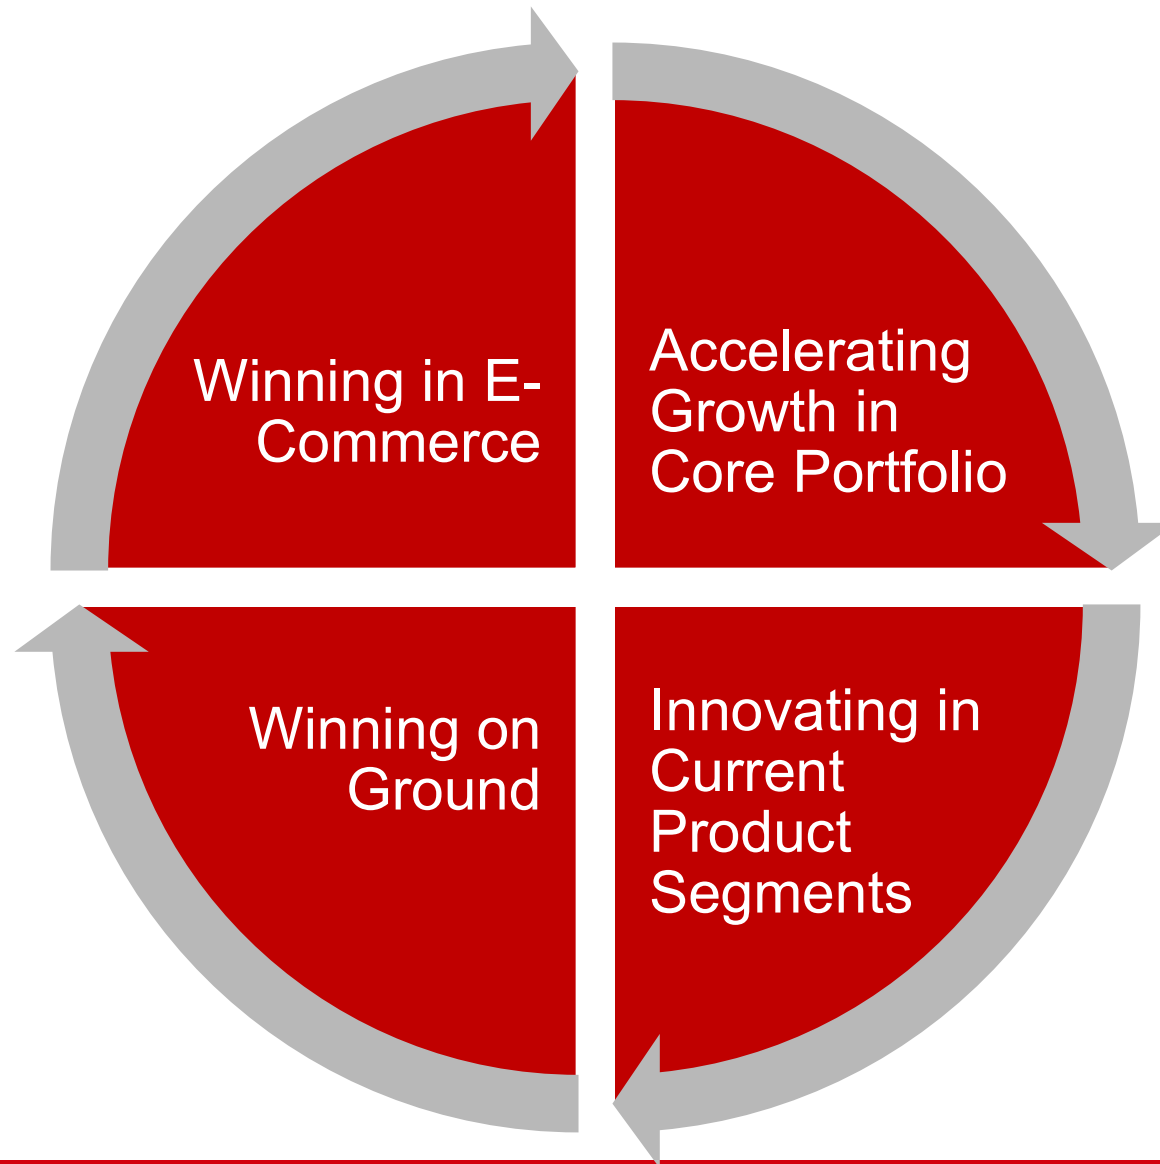 Winning in E-
Commerce
Accelerating
Growth in
Core Portfolio
Winning on
Ground
Innovating in
Current
Product
Segments